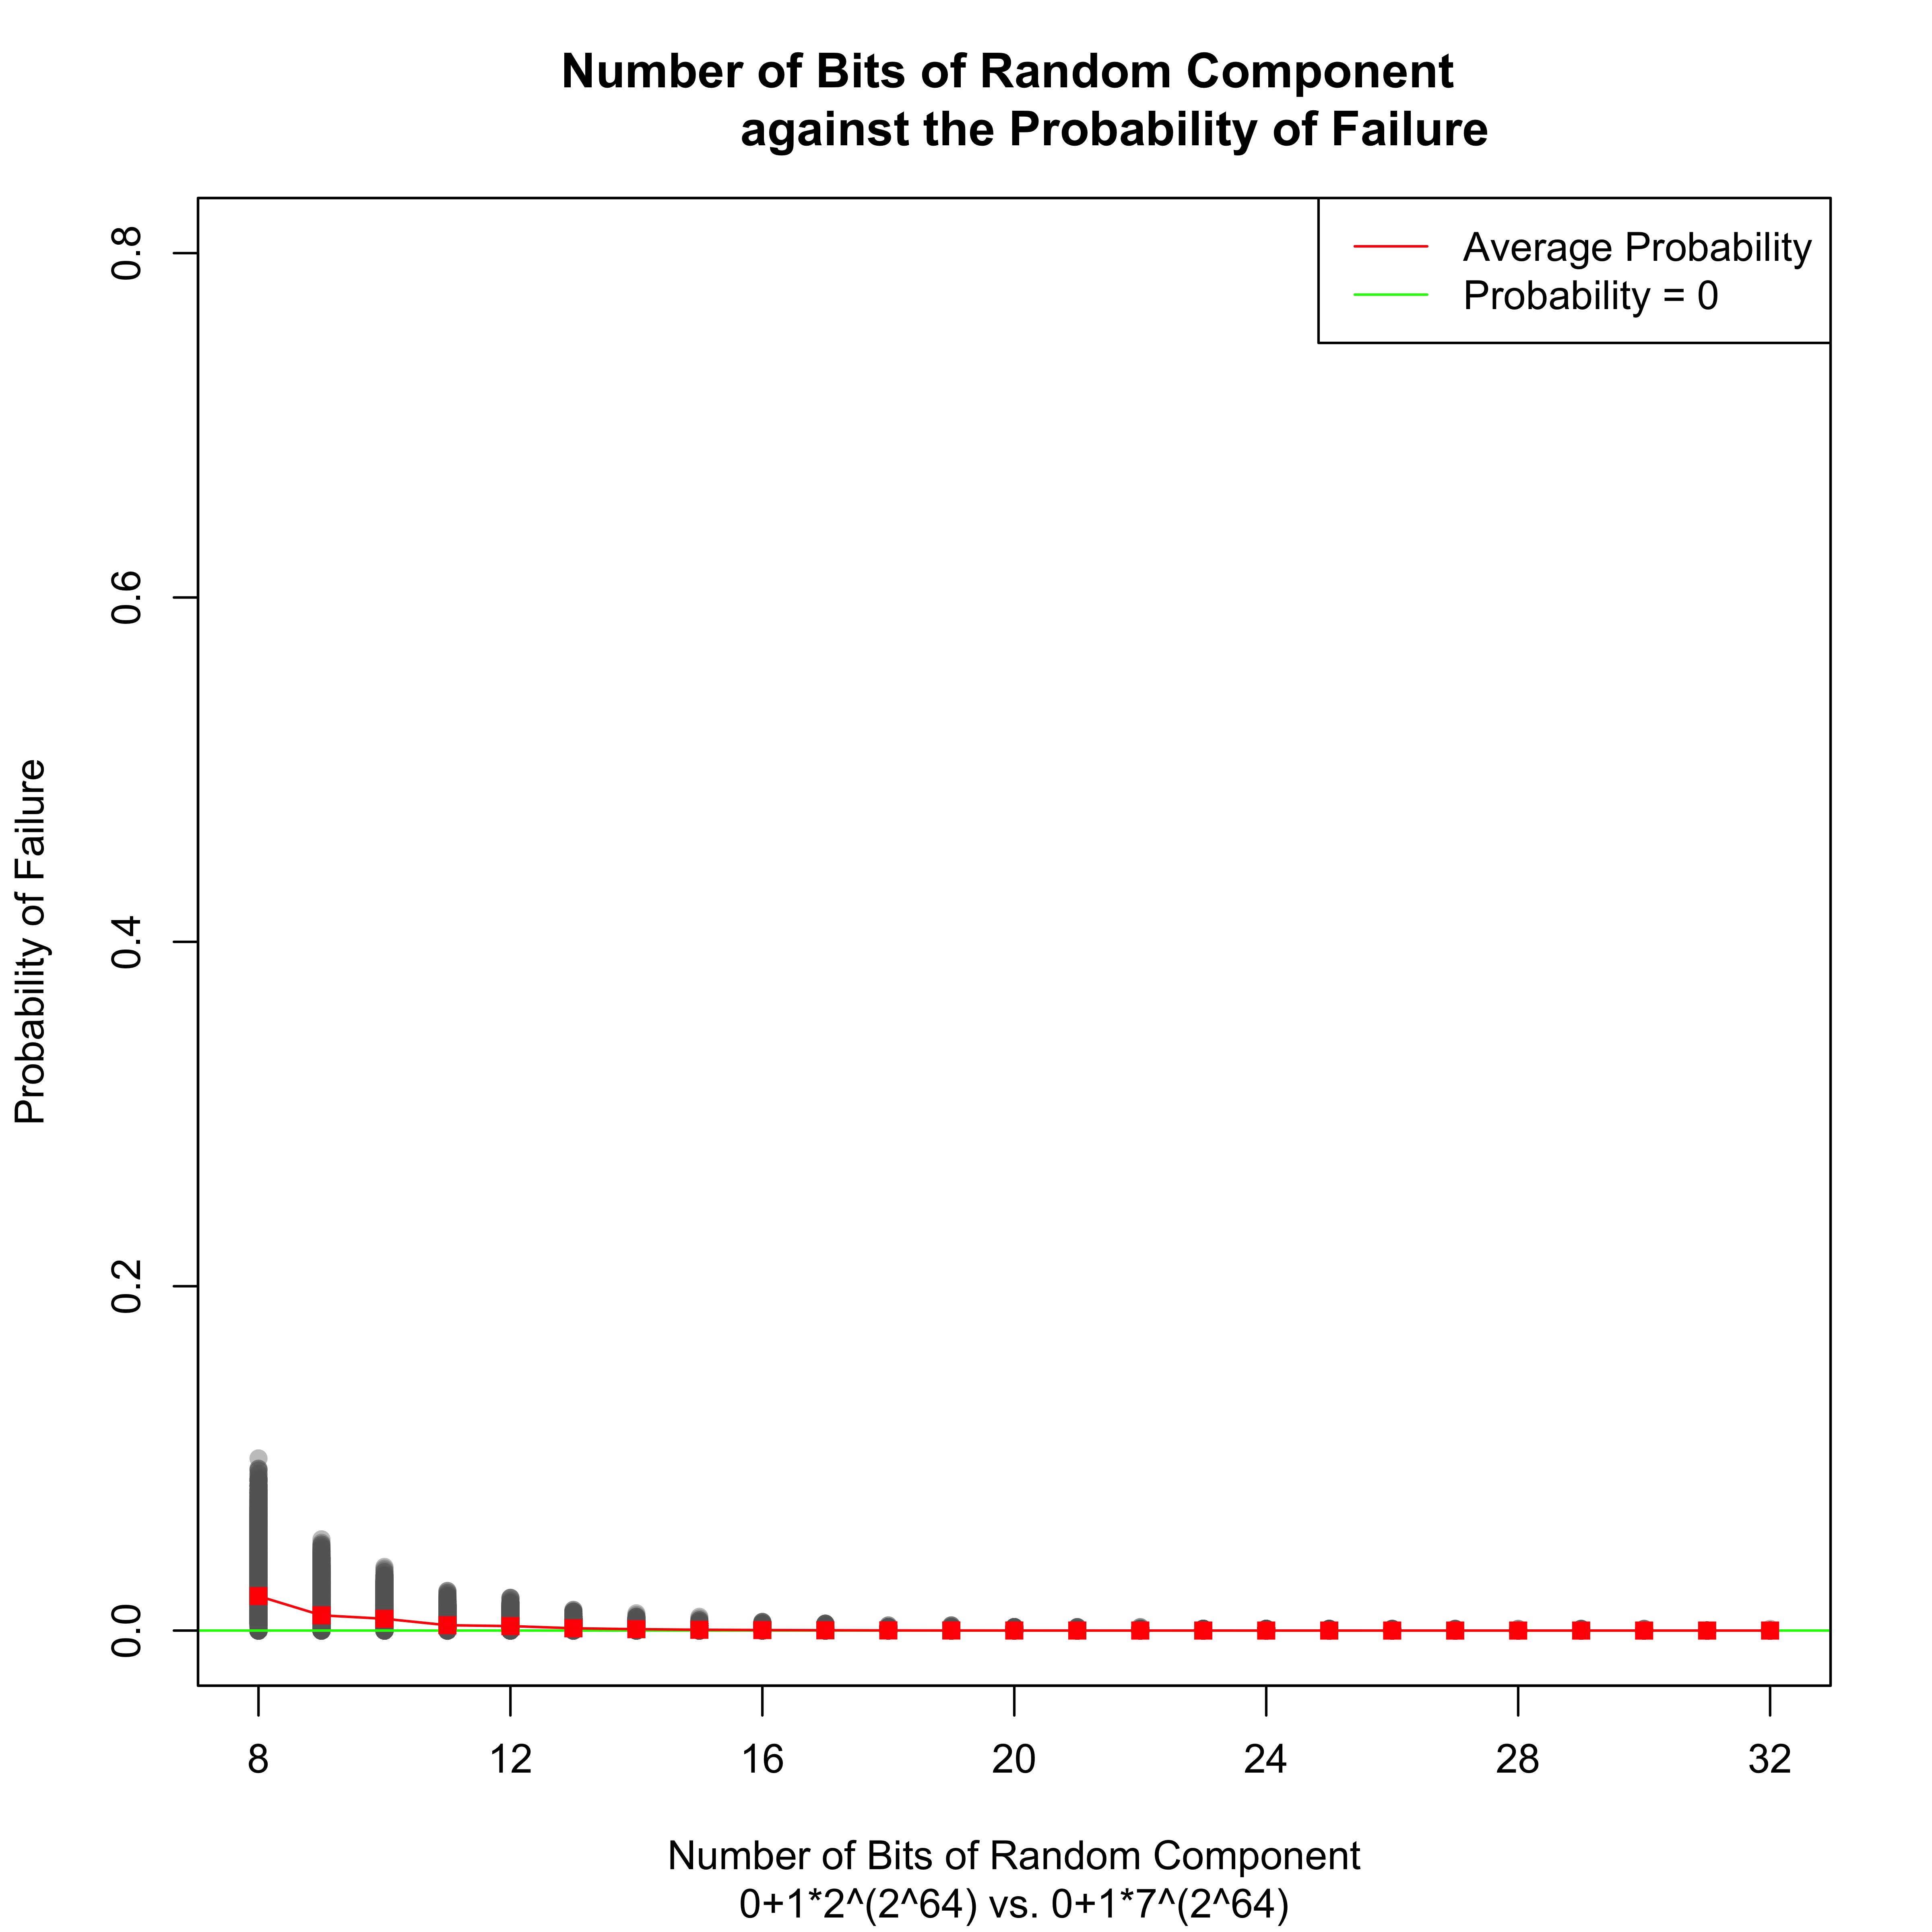 Number of Bits of Random Component
against the Probability of Failure
Average Probability
Probability = 0
0.8
0.6
0.4
0.2
0.0
Probability of Failure
8 12 16 20 24 28 32
Number of Bits of Random Component
0+1*2^(2^64) vs. 0+1*7^(2^64)